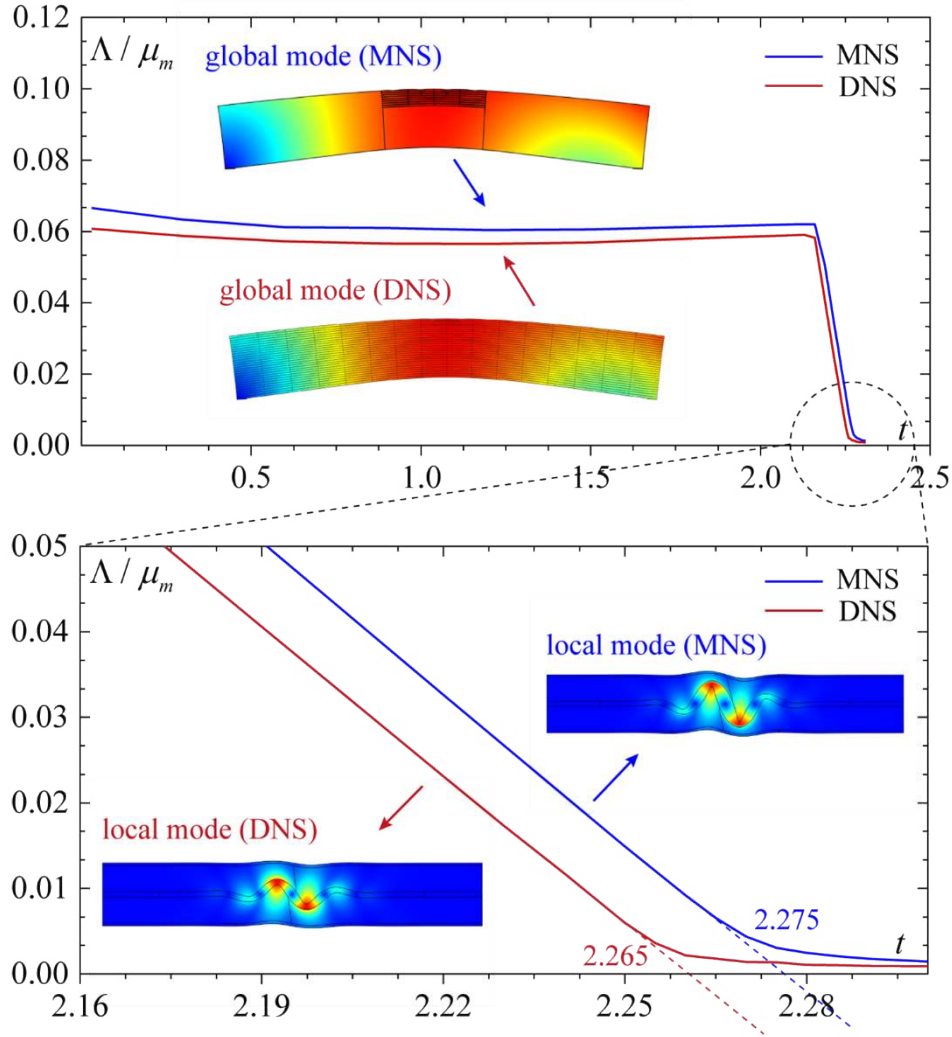 0.12
Λ / μm
global mode (MNS)
MNS
DNS
0.10
0.08
0.06
global mode (DNS)
0.04
0.02
0.00
t
0.5
1.0
1.5
2.0
2.5
0.05
Λ / μm
MNS
DNS
0.04
local mode (MNS)
0.03
0.02
local mode (DNS)
0.01
2.275
2.265
t
0.00
2.16
2.19
2.22
2.25
2.28